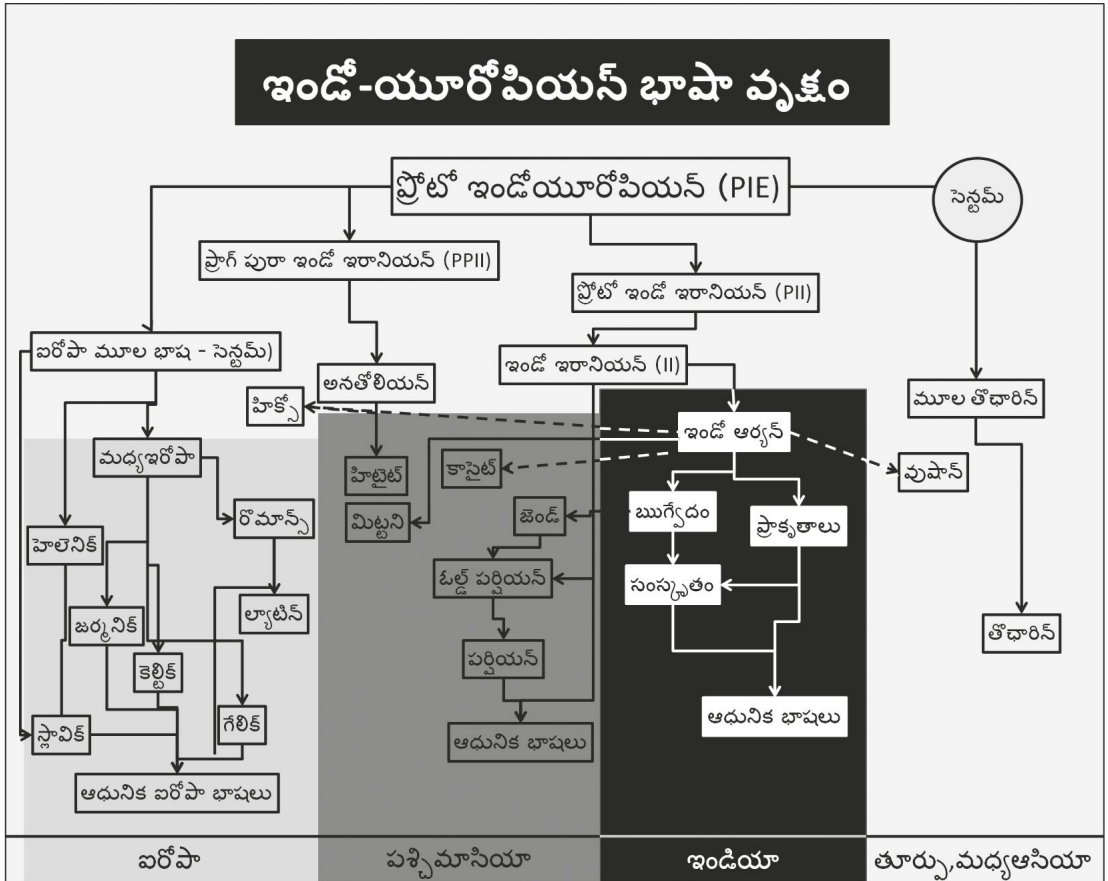 ఇండో-యూరోపియన్ భాషా వృక్షం
ప్రోటో ఇండోయూరోపియన్ (PIE)
సెన్టమ్
ప్రాగ్ పురా ఇండో ఇరానియన్ (PPII)
ప్రోటో ఇండో ఇరానియన్ (PII)
ఐరోపా మూల భాష - సెన్టమ్)
ఇండో ఇరానియన్ (II)
అనతోలియన్
మూల తొఛారిన్
హిక్సో
ఇండో ఆర్యన్
మధ్యఇరోపా
హిటైట్
కాసైట్
వుషాన్
మిట్టని
జెండ్
ఋగ్వేదం
ప్రాకృతాలు
రొమాన్స్
హెలెనిక్
ఓల్డ్ పర్షియన్
సంస్కృతం
ల్యాటిన్
జర్మనిక్
తొఛారిన్
కెల్టిక్
పర్షియన్
గేలిక్
ఆధునిక భాషలు
స్లావిక్
ఆధునిక భాషలు
ఆధునిక ఐరోపా భాషలు
ఐరోపా
పశ్చిమాసియా
ఇండియా
తూర్పు,మధ్యఆసియా